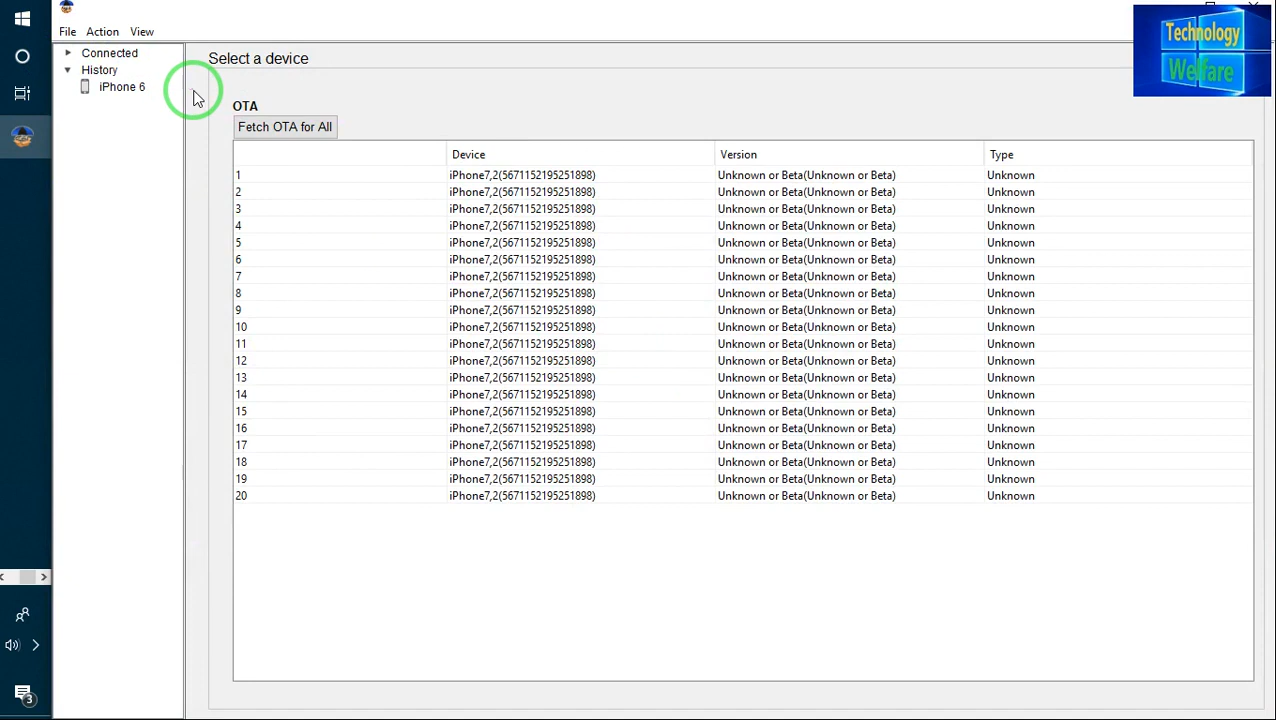 Technology
Welfare
File Action View
Connected
History
iPhone 6
Select a device
OTA
Fetch OTA for All
Device Version Type
1 iPhone7,2(5671152195251898) Unknown or Beta(Unknown or Beta) Unknown
2 iPhone7,2(5671152195251898) Unknown or Beta(Unknown or Beta) Unknown
3 iPhone7,2(5671152195251898) Unknown or Beta(Unknown or Beta) Unknown
4 iPhone7,2(5671152195251898) Unknown or Beta(Unknown or Beta) Unknown
5 iPhone7,2(5671152195251898) Unknown or Beta(Unknown or Beta) Unknown
6 iPhone7,2(5671152195251898) Unknown or Beta(Unknown or Beta) Unknown
7 iPhone7,2(5671152195251898) Unknown or Beta(Unknown or Beta) Unknown
8 iPhone7,2(5671152195251898) Unknown or Beta(Unknown or Beta) Unknown
9 iPhone7,2(5671152195251898) Unknown or Beta(Unknown or Beta) Unknown
10 iPhone7,2(5671152195251898) Unknown or Beta(Unknown or Beta) Unknown
11 iPhone7,2(5671152195251898) Unknown or Beta(Unknown or Beta) Unknown
12 iPhone7,2(5671152195251898) Unknown or Beta(Unknown or Beta) Unknown
13 iPhone7,2(5671152195251898) Unknown or Beta(Unknown or Beta) Unknown
14 iPhone7,2(5671152195251898) Unknown or Beta(Unknown or Beta) Unknown
15 iPhone7,2(5671152195251898) Unknown or Beta(Unknown or Beta) Unknown
16 iPhone7,2(5671152195251898) Unknown or Beta(Unknown or Beta) Unknown
17 iPhone7,2(5671152195251898) Unknown or Beta(Unknown or Beta) Unknown
18 iPhone7,2(5671152195251898) Unknown or Beta(Unknown or Beta) Unknown
19 iPhone7,2(5671152195251898) Unknown or Beta(Unknown or Beta) Unknown
20 iPhone7,2(5671152195251898) Unknown or Beta(Unknown or Beta) Unknown
3